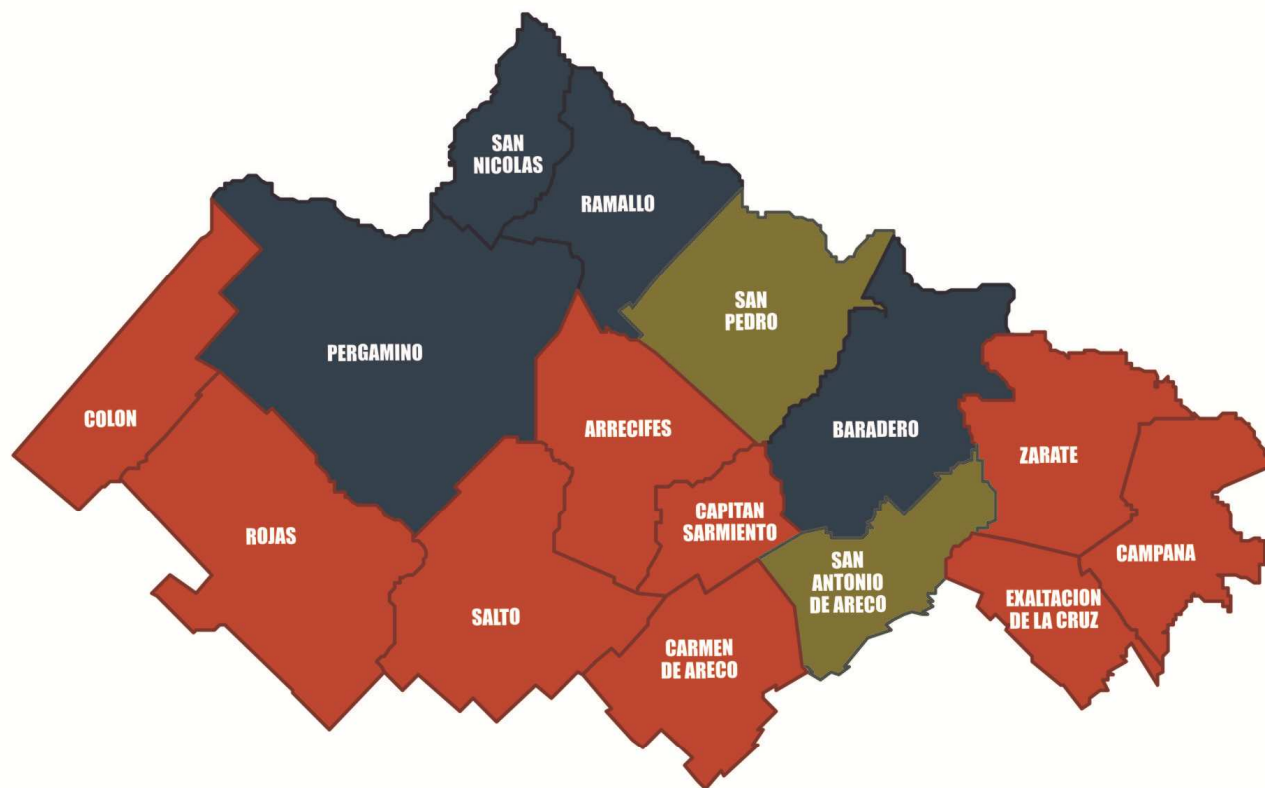 SAN
NICOLAS
RAMALLO
SAN
PEDRO
PERGAMINO
COLON
ARRECIFES
BARADERO
ZARATE
ROJAS
CAPITAN
SARMIENTO
CAMPANA
SAN
ANTONIO
DE ARECO
EXALTACION
DE LA CRUZ
SALTO
CARMEN
DE ARECO